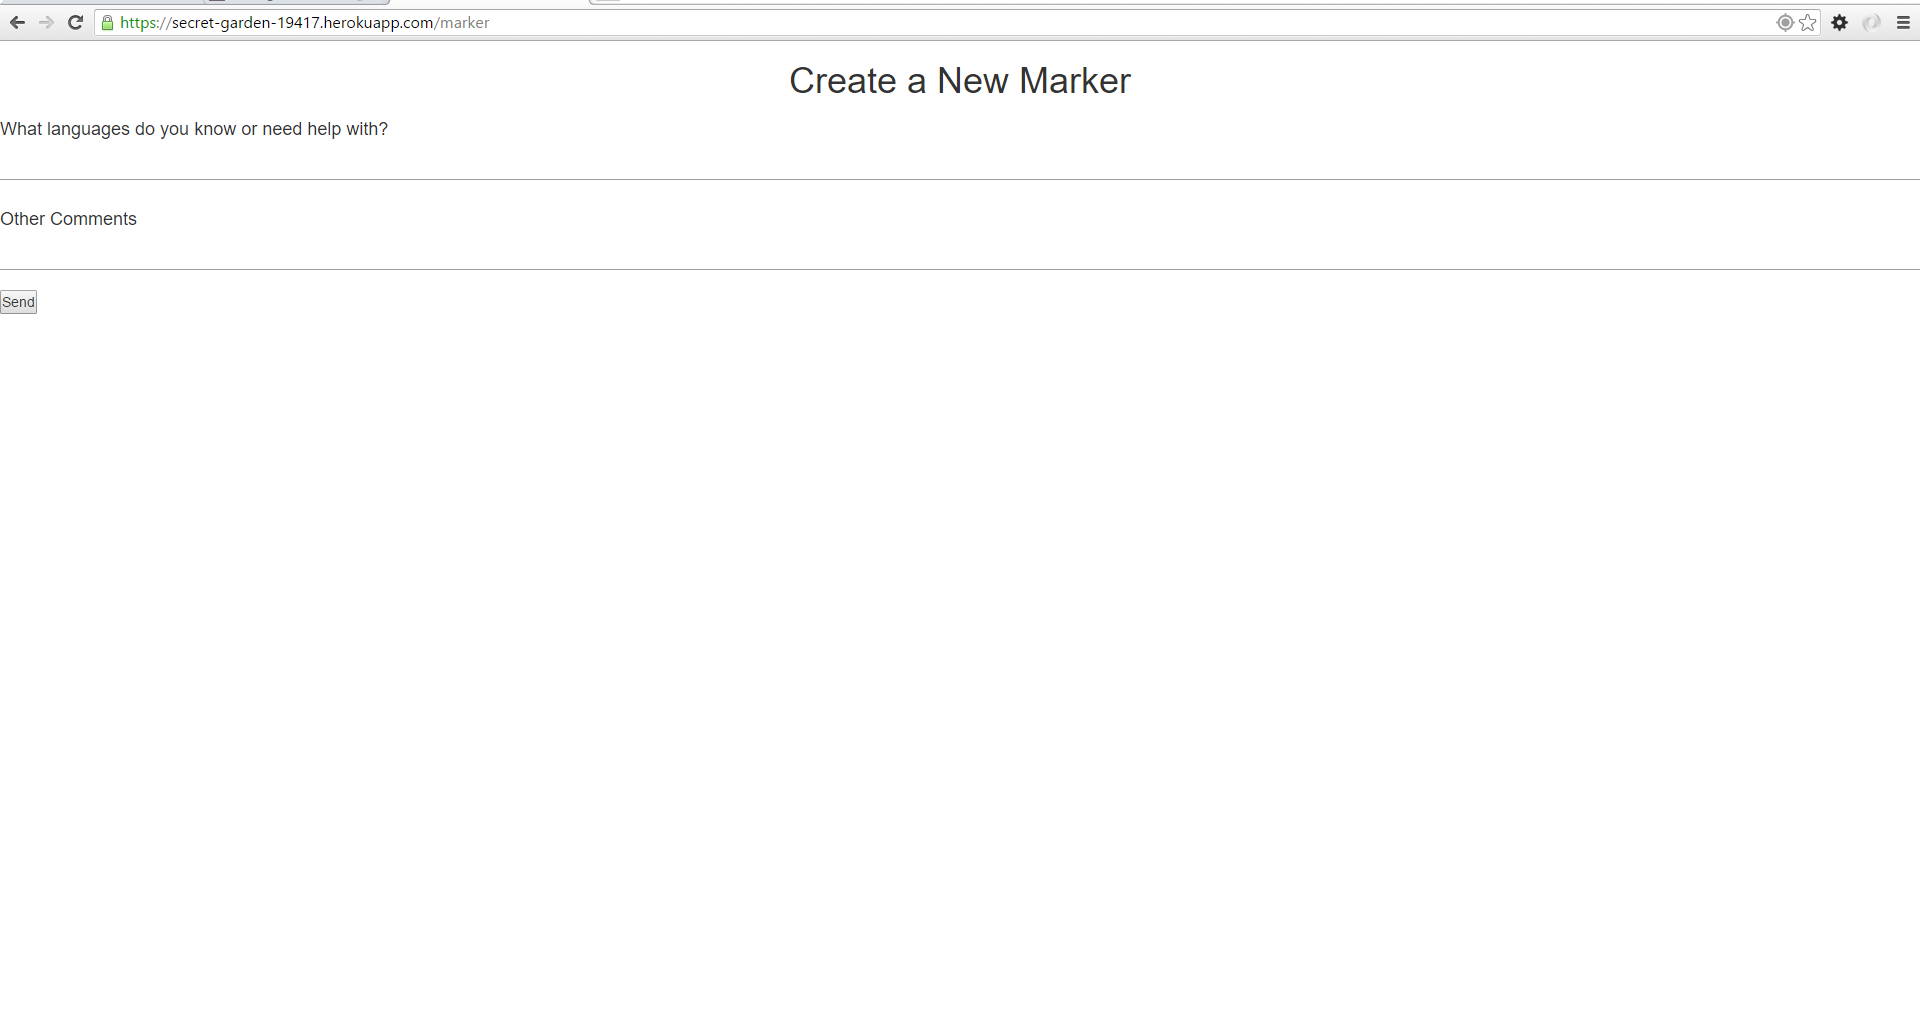 https://secret-garden-19417.herokuapp.com/marker
Create a New Marker
What languages do you know or need help with?
Other Comments
Send